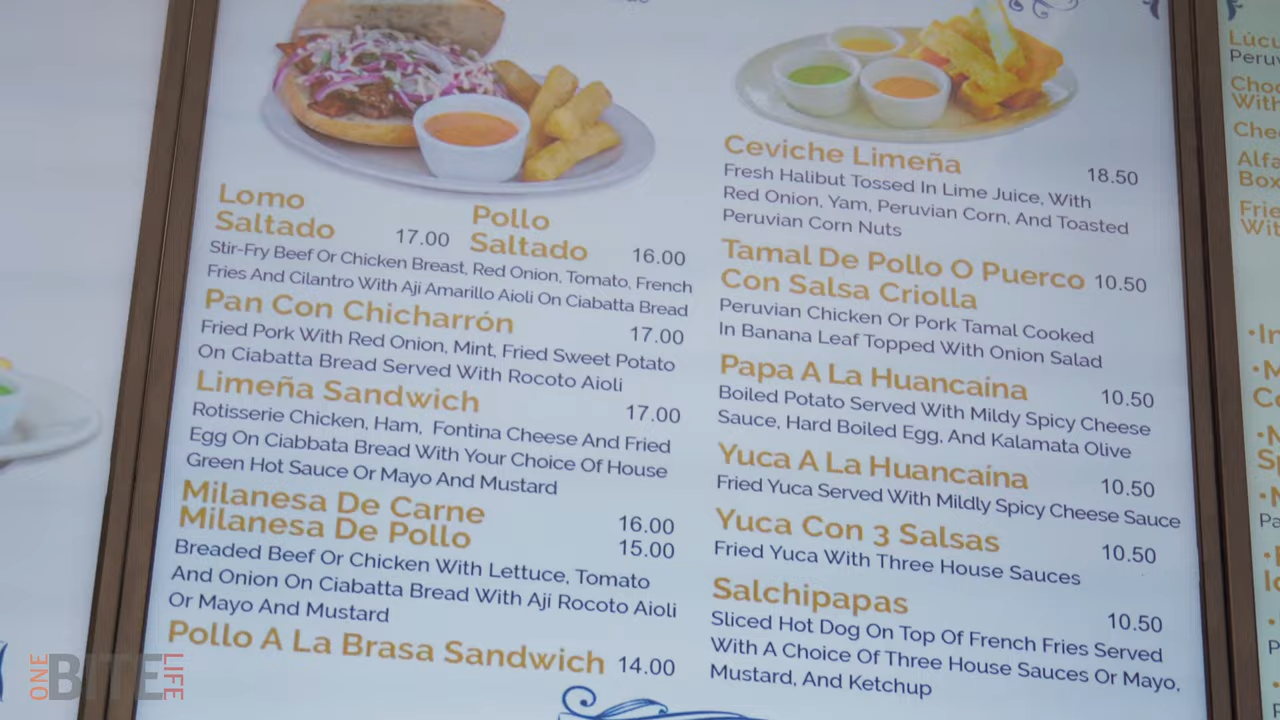 Lomo
Saltado 17.00
Pollo
Saltado 16.00
Stir-Fry Beef Or Chicken Breast, Red Onion, Tomato, French
Fries And Cilantro With Aji Amarillo Aioli On Ciabatta Bread
Pan Con Chicharrón 17.00
Fried Pork With Red Onion, Mint, Fried Sweet Potato
On Ciabatta Bread Served With Rocoto Aioli
Limeña Sandwich 17.00
Rotisserie Chicken, Ham, Fontina Cheese And Fried
Egg On Ciabbata Bread With Your Choice Of House
Green Hot Sauce Or Mayo And Mustard
Milanesa De Carne 16.00
Milanesa De Pollo 15.00
Breaded Beef Or Chicken With Lettuce, Tomato
And Onion On Ciabatta Bread With Ají Rocoto Aioli
Or Mayo And Mustard
Pollo A La Brasa Sandwich 14.00
Ceviche Limeña 18.50
Fresh Halibut Tossed In Lime Juice, With
Red Onion, Yam, Peruvian Corn, And Toasted
Peruvian Corn Nuts
Tamal De Pollo O Puerco 10.50
Con Salsa Criolla
Peruvian Chicken Or Pork Tamal Cooked
In Banana Leaf Topped With Onion Salad
Papa A La Huancaína 10.50
Boiled Potato Served With Mildy Spicy Cheese
Sauce, Hard Boiled Egg, And Kalamata Olive
Yuca A La Huancaína 10.50
Fried Yuca Served With Mildly Spicy Cheese Sauce
Yuca Con 3 Salsas 10.50
Fried Yuca With Three House Sauces
Salchipapas 10.50
Sliced Hot Dog On Top Of French Fries Served
With A Choice Of Three House Sauces Or Mayo,
Mustard, And Ketchup
With
ONE BITE LIFE